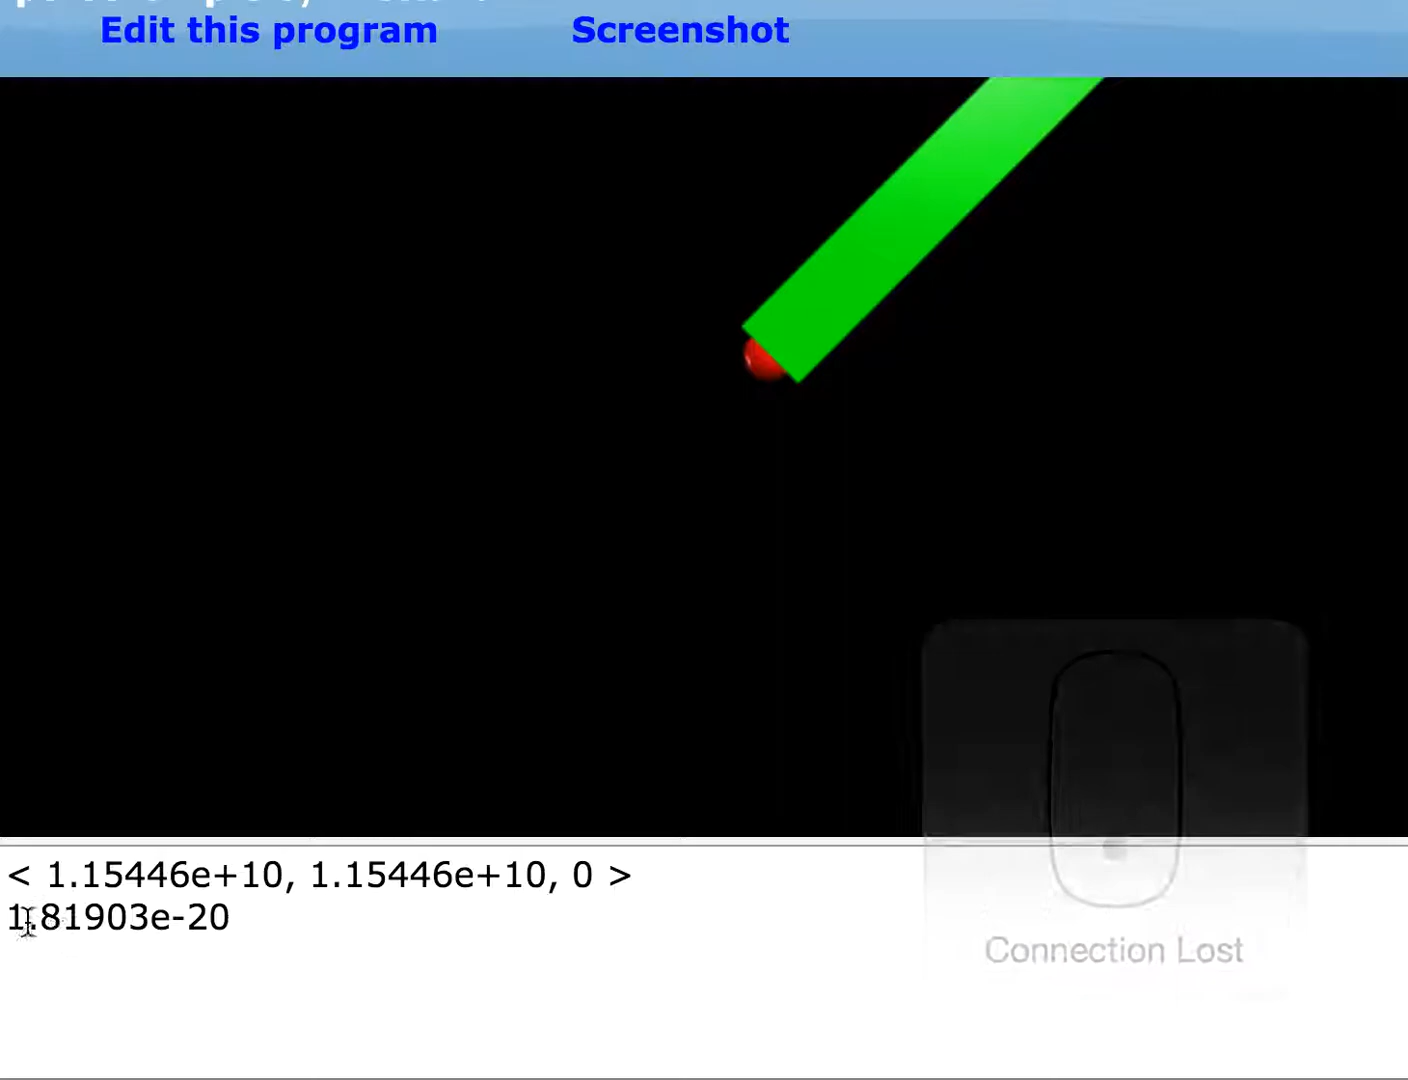 Edit this program Screenshot
< 1.15446e+10, 1.15446e+10, 0 >
1.81903e-20
Connection Lost